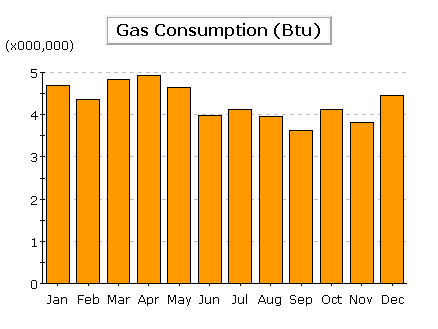 Gas Consumption (Btu)
(x000,000)
5
4
3
2
1
0
Jan Feb Mar Apr May Jun Jul Aug Sep Oct Nov Dec